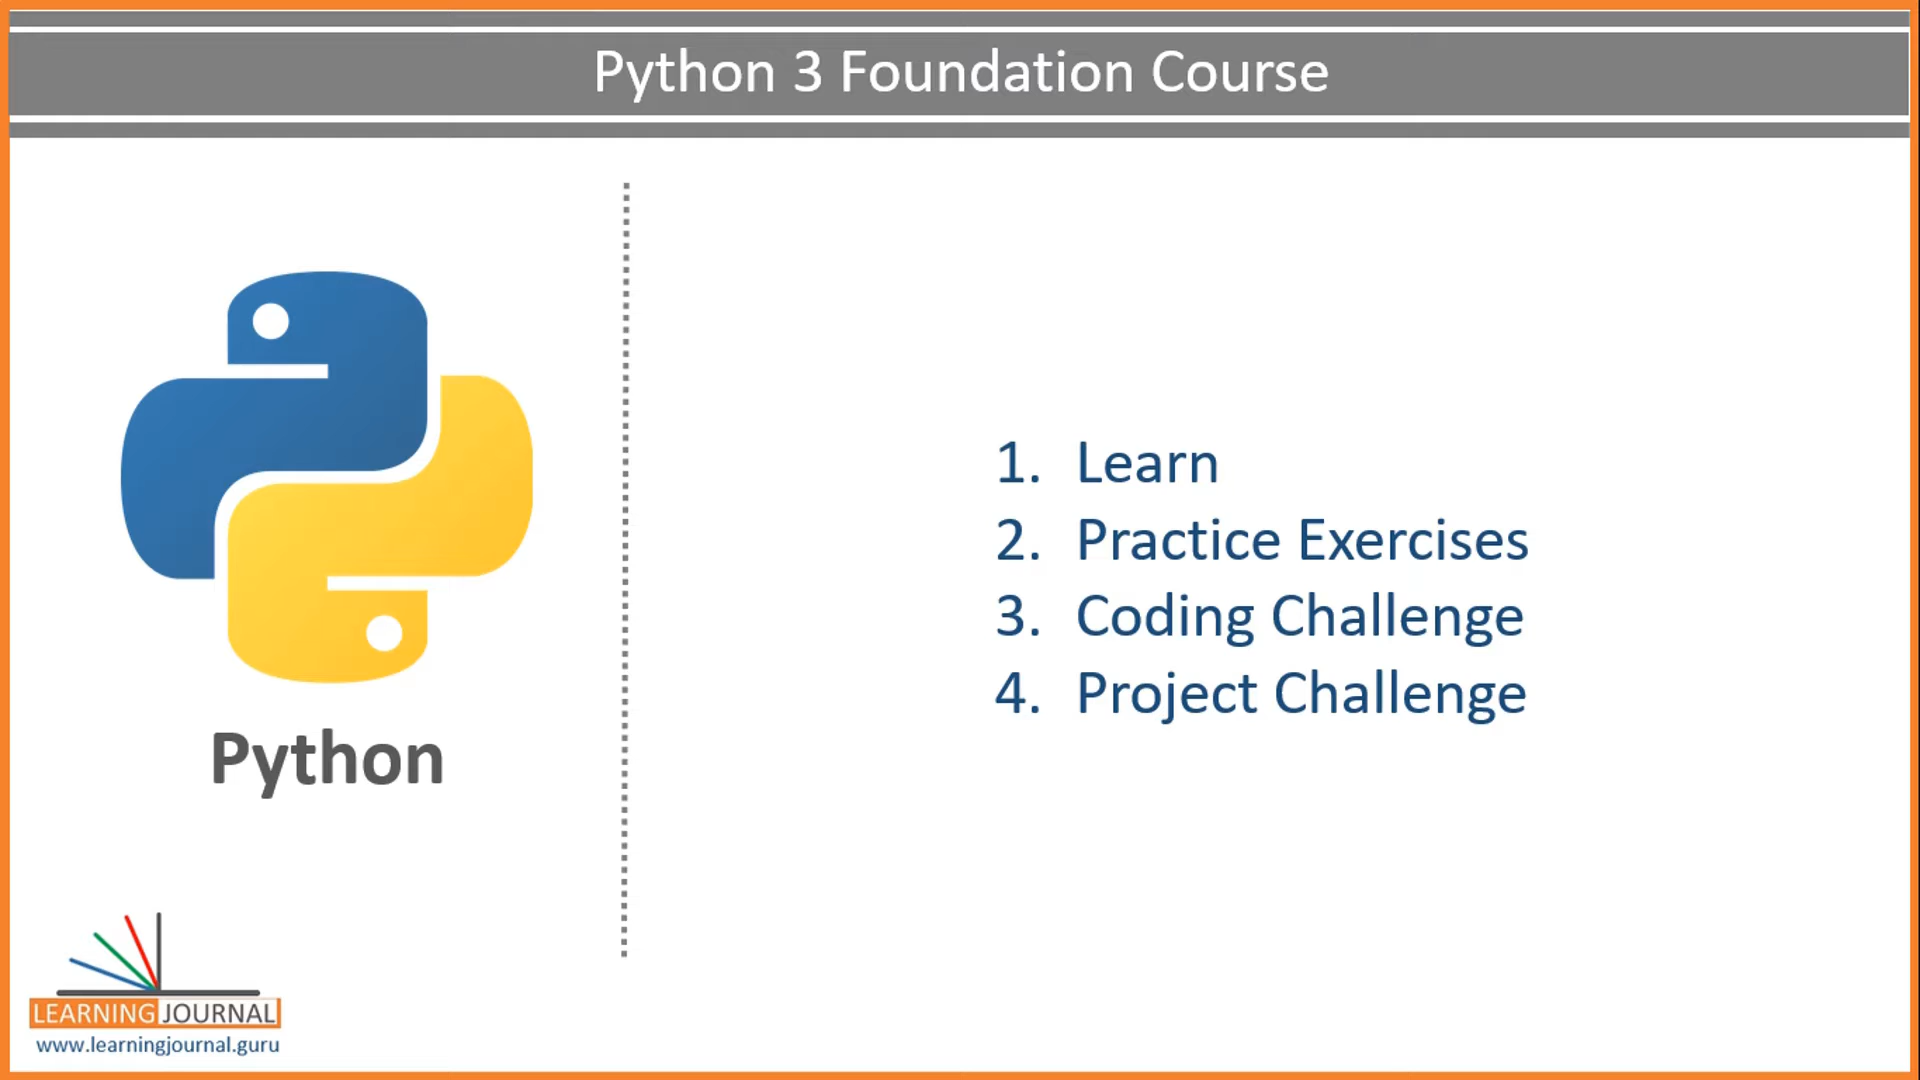 Python 3 Foundation Course
Python
1. Learn
2. Practice Exercises
3. Coding Challenge
4. Project Challenge
LEARNING JOURNAL
www.learningjournal.guru